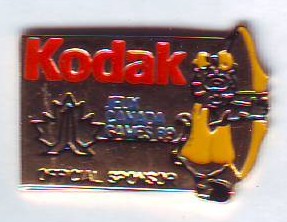 Kodak
JEUX
CANADA
GAMES 89
OFFICIAL SPONSOR